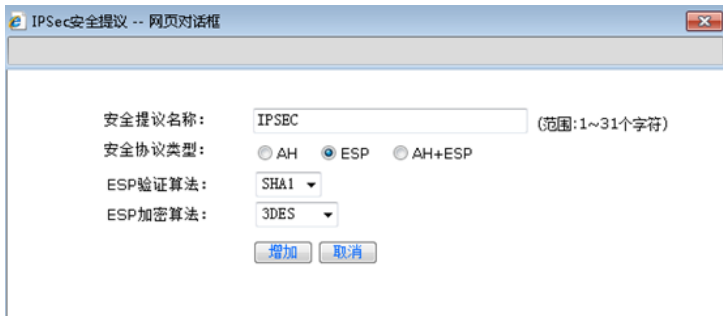 IPSec安全提议 -- 网页对话框
安全提议名称: IPSEC (范围:1~31个字符)
安全协议类型: AH ESP AH+ESP
ESP验证算法: SHA1
ESP加密算法: 3DES
增加 取消